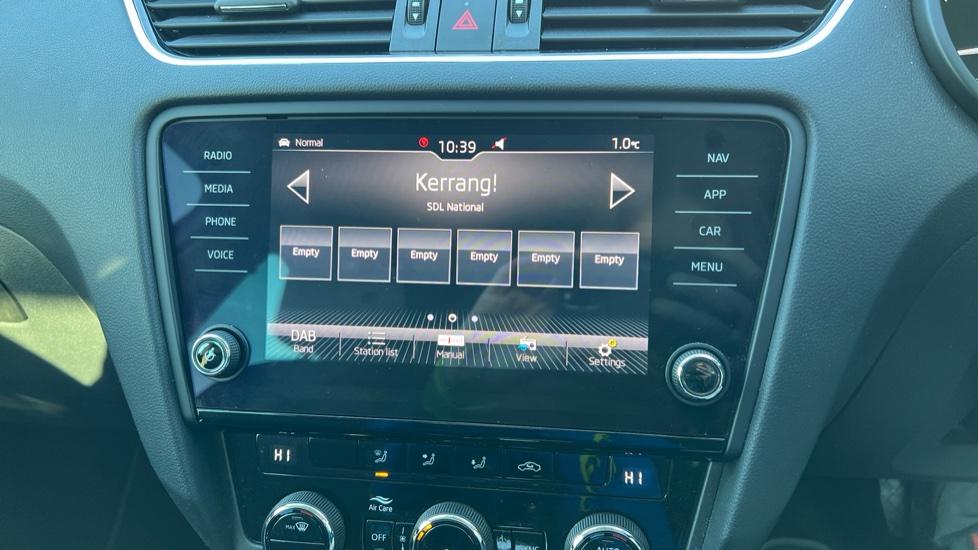 Normal 10:39 1.0°C
RADIO
MEDIA
PHONE
VOICE
Kerrang!
SDL National
Empty Empty Empty Empty Empty Empty
DAB
Band Station list Manual View Settings
NAV
APP
CAR
MENU
HI HI
Air Care
MAX OFF AUTO